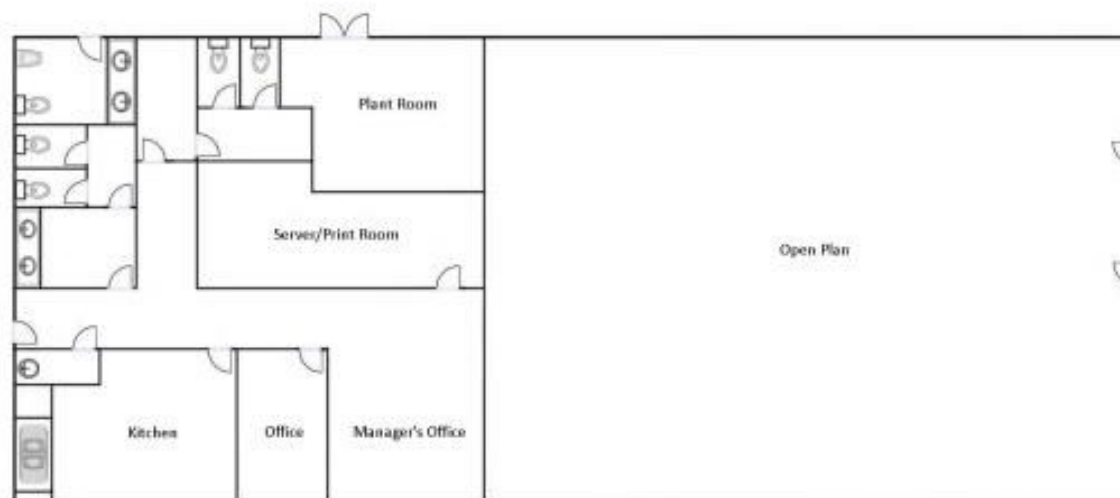 Plant Room
Server/Print Room
Open Plan
Kitchen
Office
Manager's Office